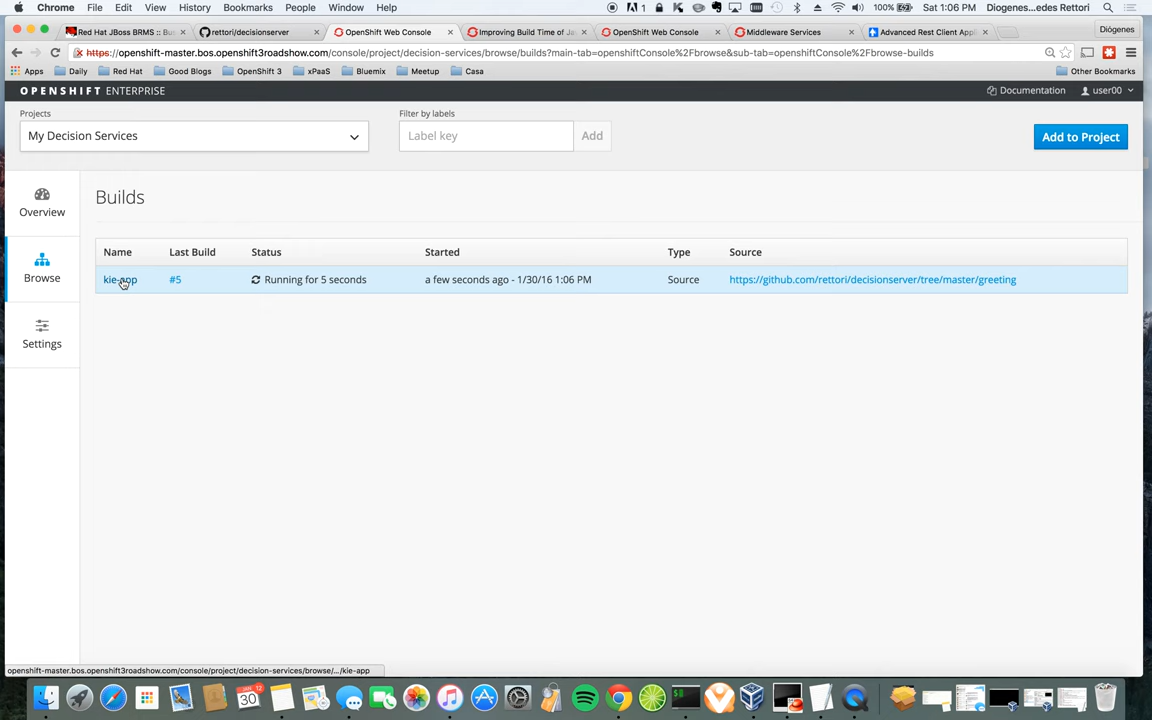 Chrome File Edit View History Bookmarks People Window Help 1 100% Sat 1:06 PM Diogenes...edes Rettori
Red Hat JBoss BRMS :: Bu rettori/decisionserver OpenShift Web Console Improving Build Time of Ja OpenShift Web Console Middleware Services Advanced Rest Client Appli Diógenes
https://openshift-master.bos.openshift3roadshow.com/console/project/decision-services/browse/builds?main-tab=openshiftConsole%2Fbrowse&sub-tab=openshiftConsole%2Fbrowse-builds
Apps Daily Red Hat Good Blogs OpenShift 3 xPaaS Bluemix Meetup Casa Other Bookmarks
OPENSHIFT ENTERPRISE Documentation user00
Projects Filter by labels
My Decision Services Label key Add Add to Project
Overview
Browse
Settings
Builds
Name Last Build Status Started Type Source
kie-app #5 Running for 5 seconds a few seconds ago - 1/30/16 1:06 PM Source https://github.com/rettori/decisionserver/tree/master/greeting
openshift-master.bos.openshift3roadshow.com/console/project/decision-services/browse/.../kie-app
30